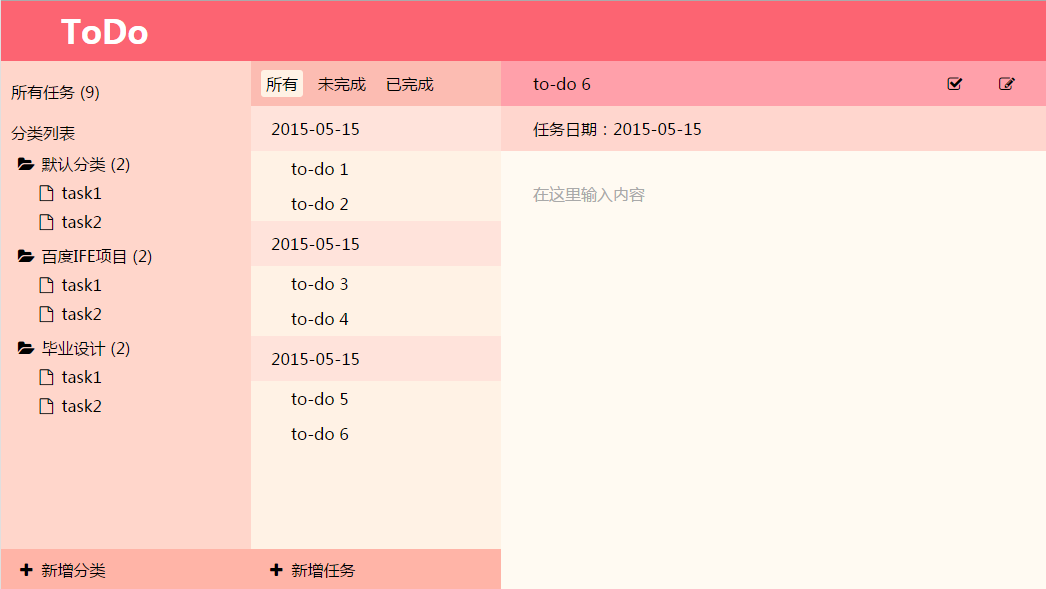 ToDo
所有任务 (9)
分类列表
默认分类 (2)
task1
task2
百度IFE项目 (2)
task1
task2
毕业设计 (2)
task1
task2
新增分类
所有 未完成 已完成
2015-05-15
to-do 1
to-do 2
2015-05-15
to-do 3
to-do 4
2015-05-15
to-do 5
to-do 6
新增任务
to-do 6
任务日期：2015-05-15
在这里输入内容